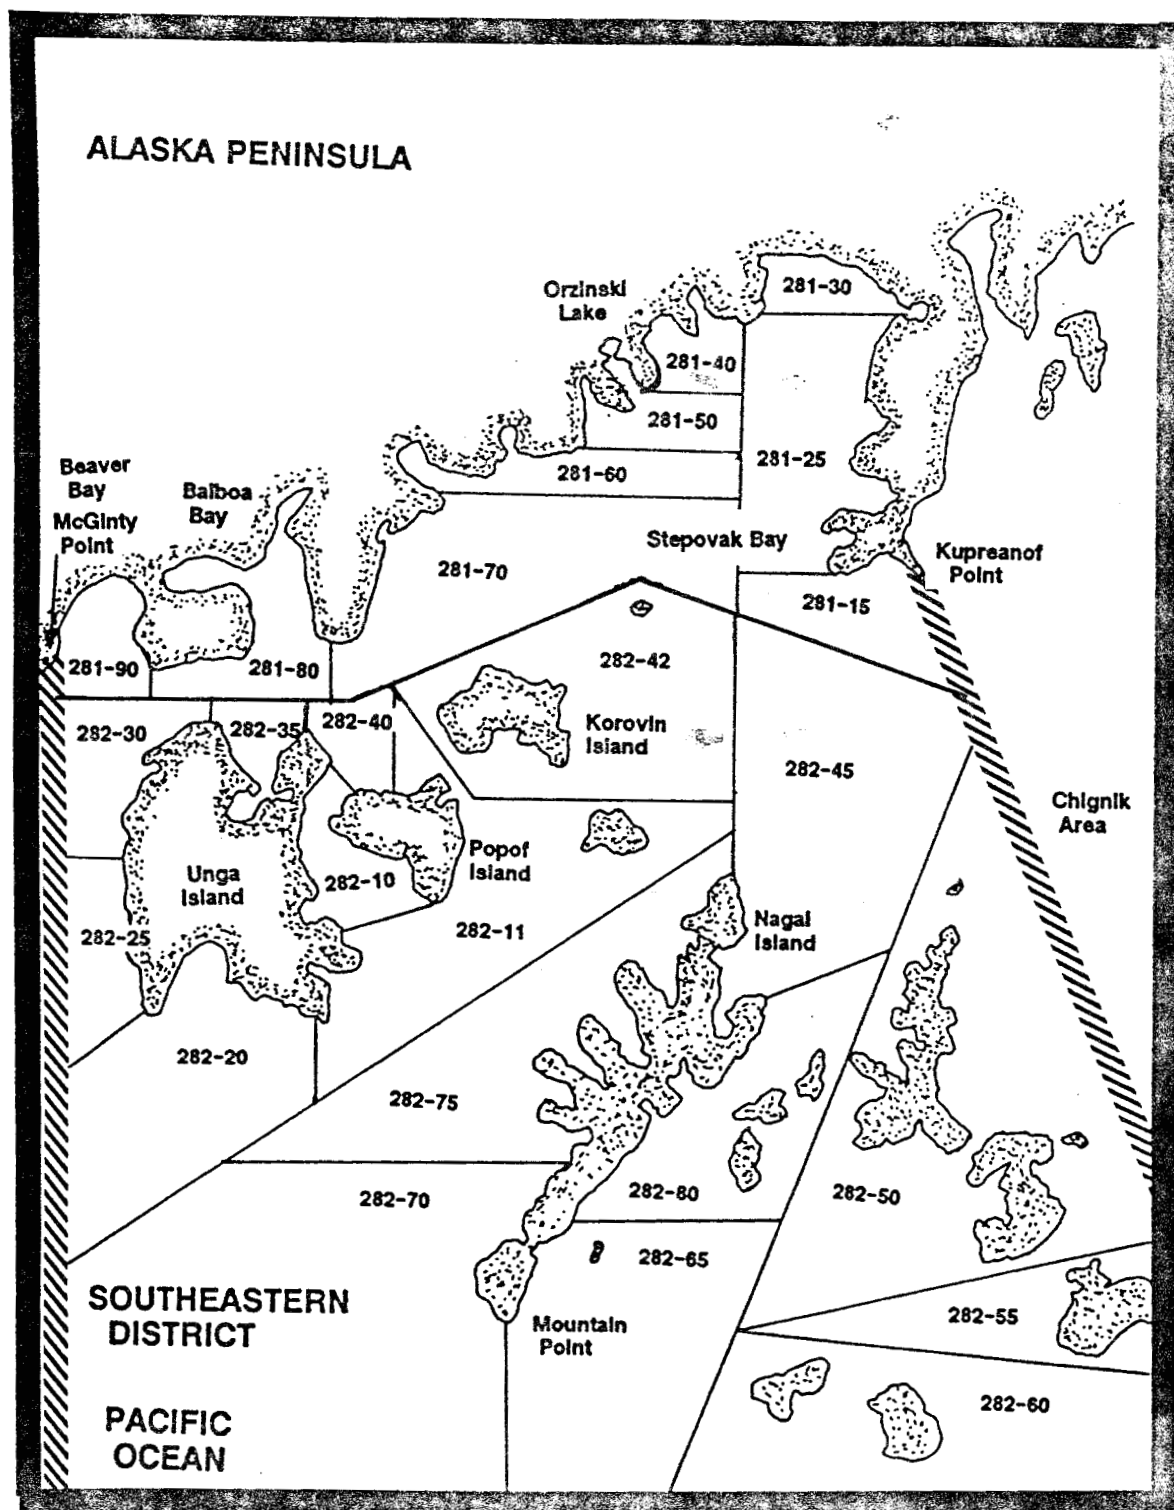 ALASKA PENINSULA
Orzinski
Lake
281-30
281-40
281-50
281-60
281-25
Beaver
Bay
Balboa
Bay
McGinty
Point
Stepovak Bay
Kupreanof
Point
281-70
281-15
281-90
281-80
282-42
282-30
282-35
282-40
Korovin
Island
282-45
Chignik
Area
Unga
Island
Popof
Island
282-10
282-25
282-11
Nagai
Island
282-20
282-75
282-70
282-80
282-50
282-65
SOUTHEASTERN
DISTRICT
Mountain
Point
282-55
282-60
PACIFIC
OCEAN